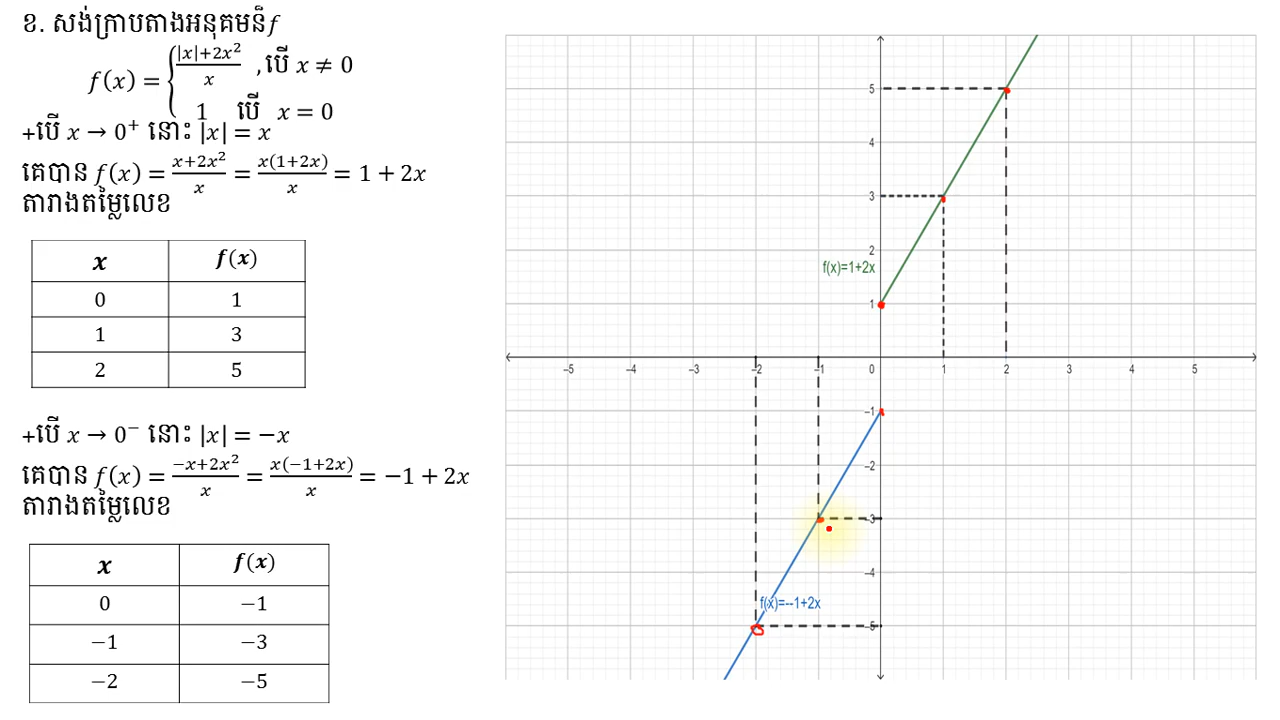 ខ. សង់ក្រាបតាងអនុគមន៍ f
f(x) = { (|x|+2x²)/x , បើ x ≠ 0
1 បើ x = 0
+បើ x → 0⁺ នោះ |x| = x
គេបាន f(x) = (x+2x²)/x = x(1+2x)/x = 1 + 2x
តារាងតម្លៃលេខ
x f(x)
0 1
1 3
2 5
+បើ x → 0⁻ នោះ |x| = −x
គេបាន f(x) = (−x+2x²)/x = x(−1+2x)/x = −1 + 2x
តារាងតម្លៃលេខ
x f(x)
0 −1
−1 −3
−2 −5
5
4
3
2
f(x)=1+2x
1
–5 –4 –3 –2 –1 0 1 2 3 4 5
–1
–2
–3
–4
f(x)=--1+2x
–5